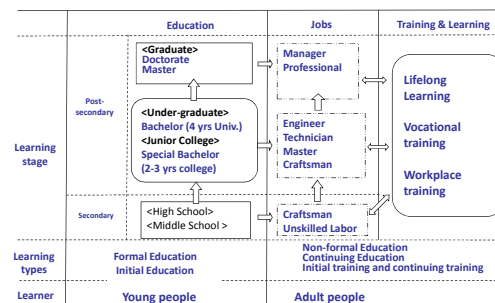 Education
Jobs
Training & Learning
Learning stage
Post-secondary
<Graduate>
Doctorate
Master
Manager
Professional
<Under-graduate>
Bachelor (4 yrs Univ.)
<Junior College>
Special Bachelor
(2-3 yrs college)
Engineer
Technician
Master
Craftsman
Lifelong
Learning
Vocational
training
Workplace
training
Secondary
<High School>
<Middle School >
Craftsman
Unskilled Labor
Learning
types
Formal Education
Initial Education
Non-formal Education
Continuing Education
Initial training and continuing training
Learner
Young people
Adult people